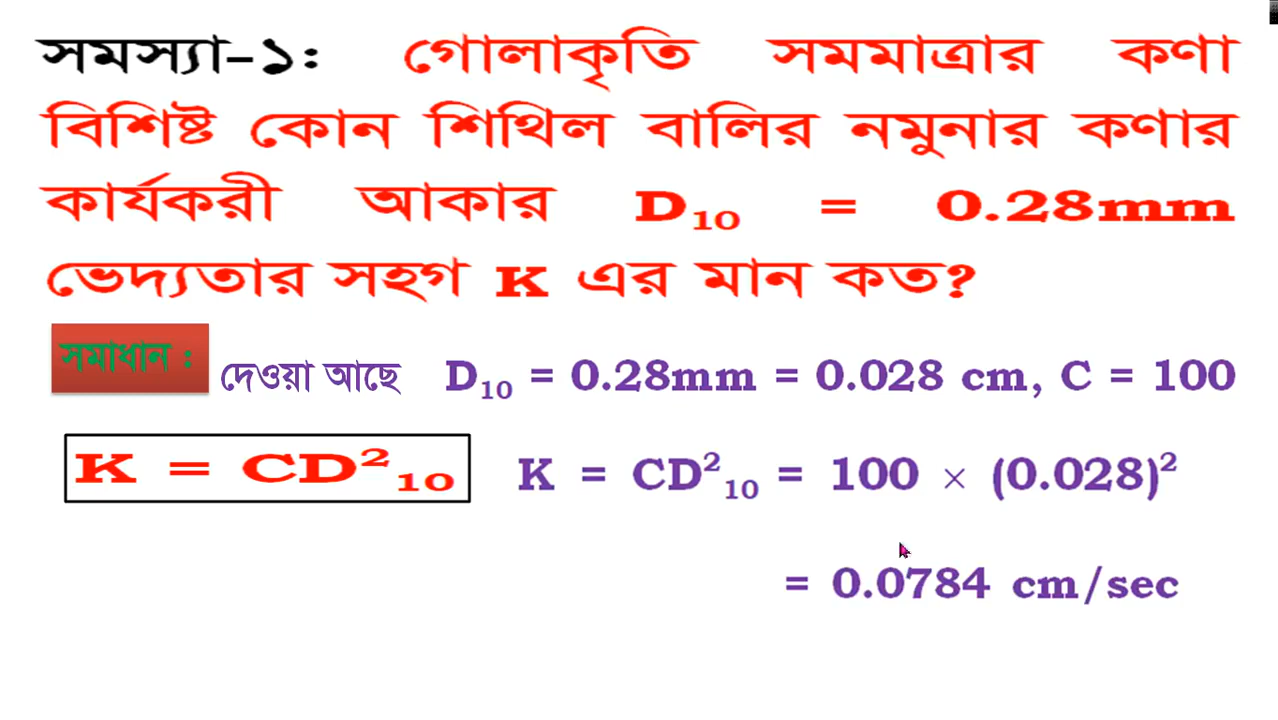 সমস্যা-১ঃ গোলাকৃতি সমমাত্রার কণা
বিশিষ্ট কোন শিথিল বালির নমুনার কণার
কার্যকরী আকার D₁₀ = 0.28mm
ভেদ্যতার সহগ K এর মান কত?
সমাধান : দেওয়া আছে D₁₀ = 0.28mm = 0.028 cm, C = 100
K = CD²₁₀ K = CD²₁₀ = 100 × (0.028)²
= 0.0784 cm/sec